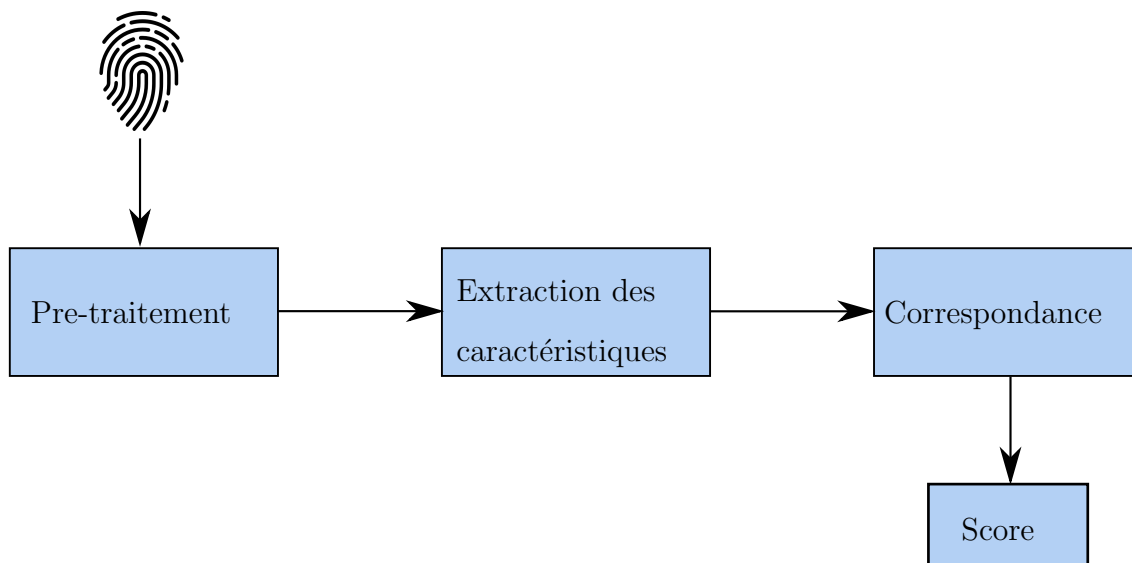 Pre-traitement
Extraction des
caractéristiques
Correspondance
Score